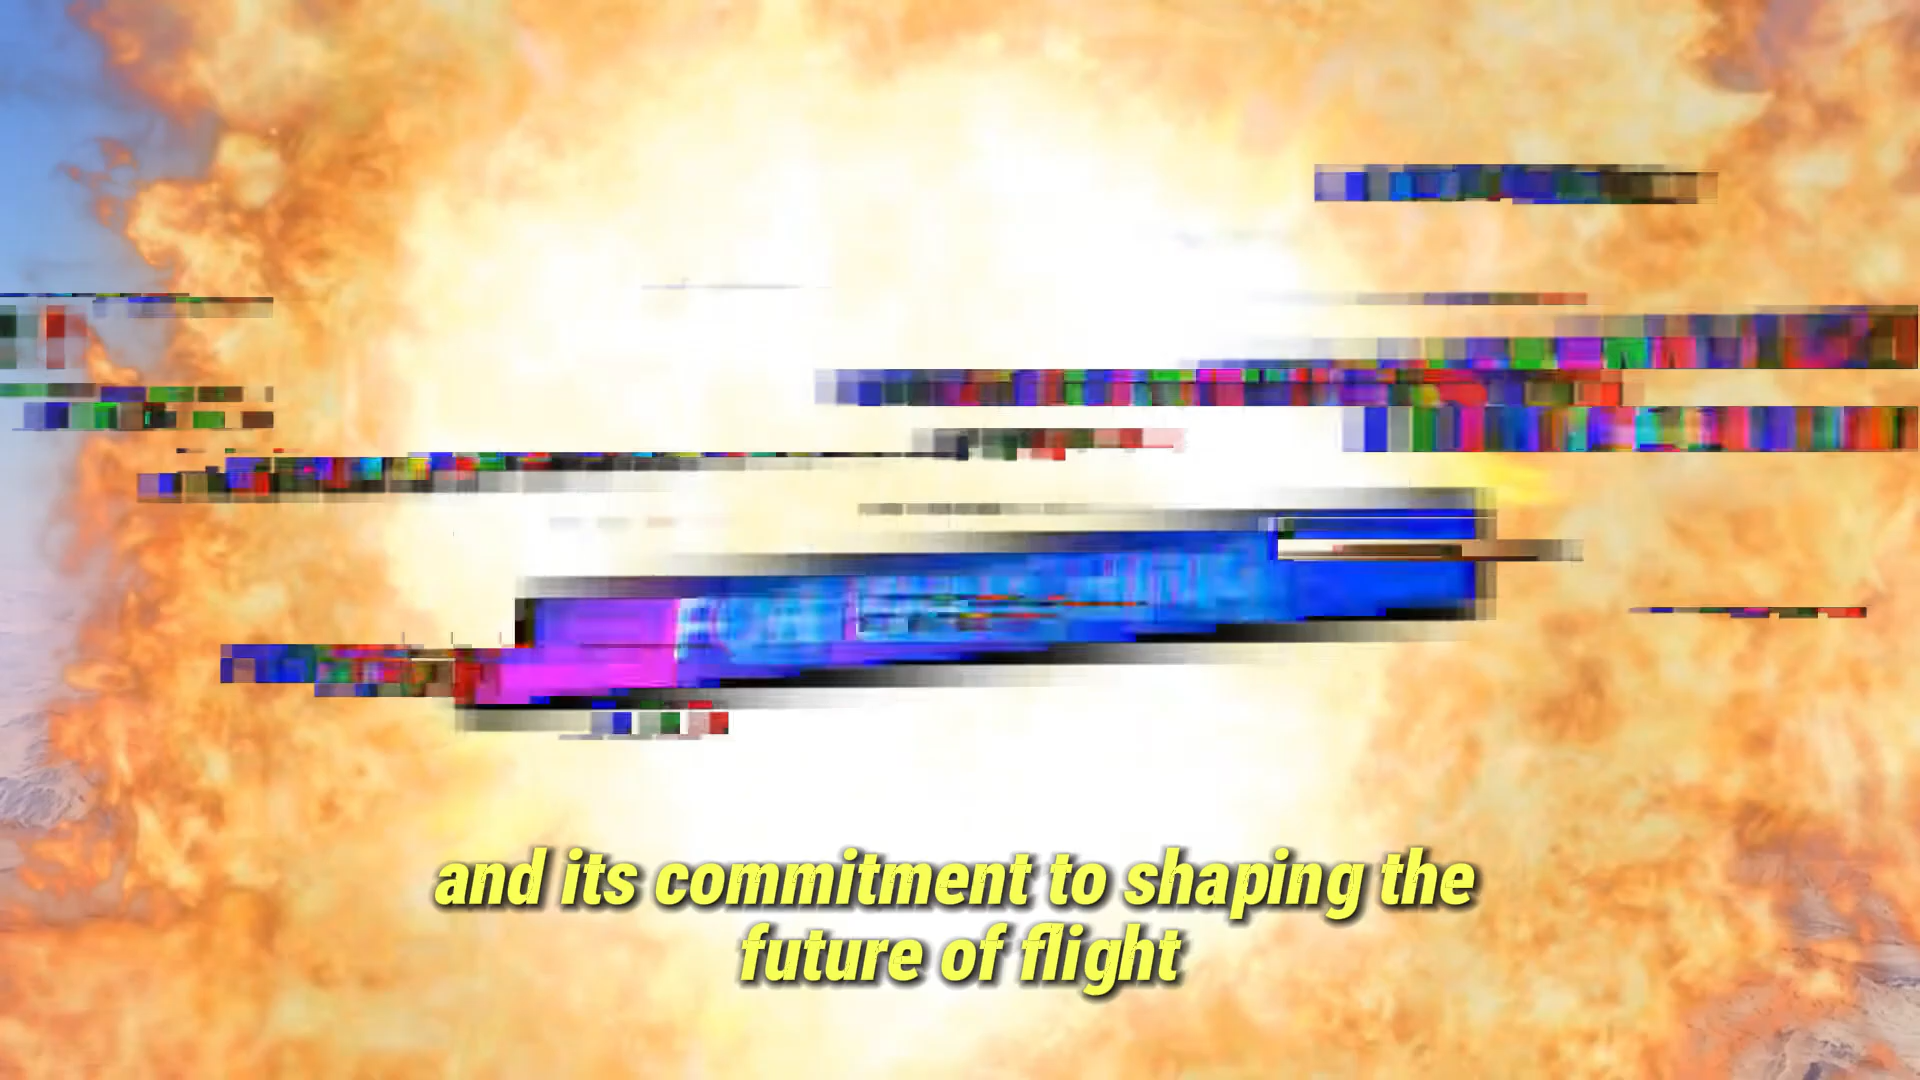 and its commitment to shaping the
future of flight